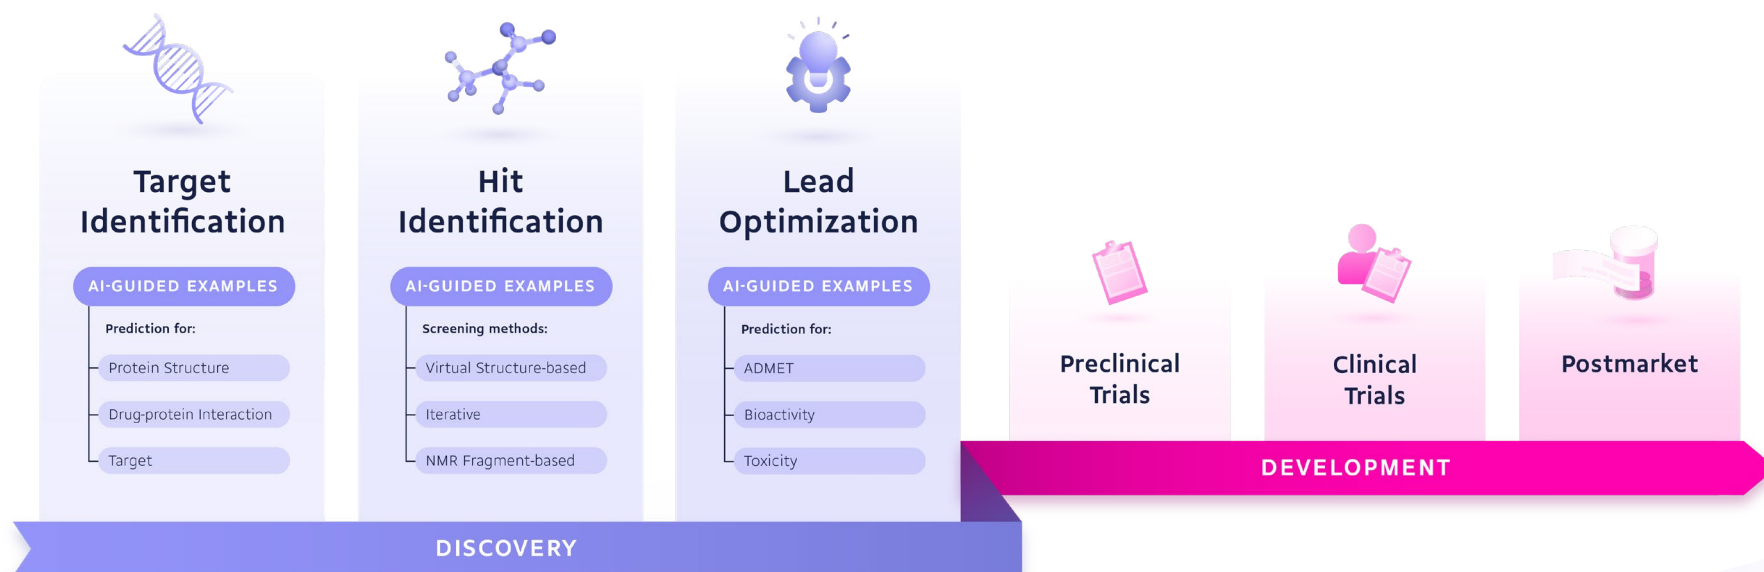 Target
Identification
AI-GUIDED EXAMPLES
Prediction for:
Protein Structure
Drug-protein Interaction
Target
Hit
Identification
AI-GUIDED EXAMPLES
Screening methods:
Virtual Structure-based
Iterative
NMR Fragment-based
Lead
Optimization
AI-GUIDED EXAMPLES
Prediction for:
ADMET
Bioactivity
Toxicity
DISCOVERY
Preclinical
Trials
Clinical
Trials
Postmarket
DEVELOPMENT